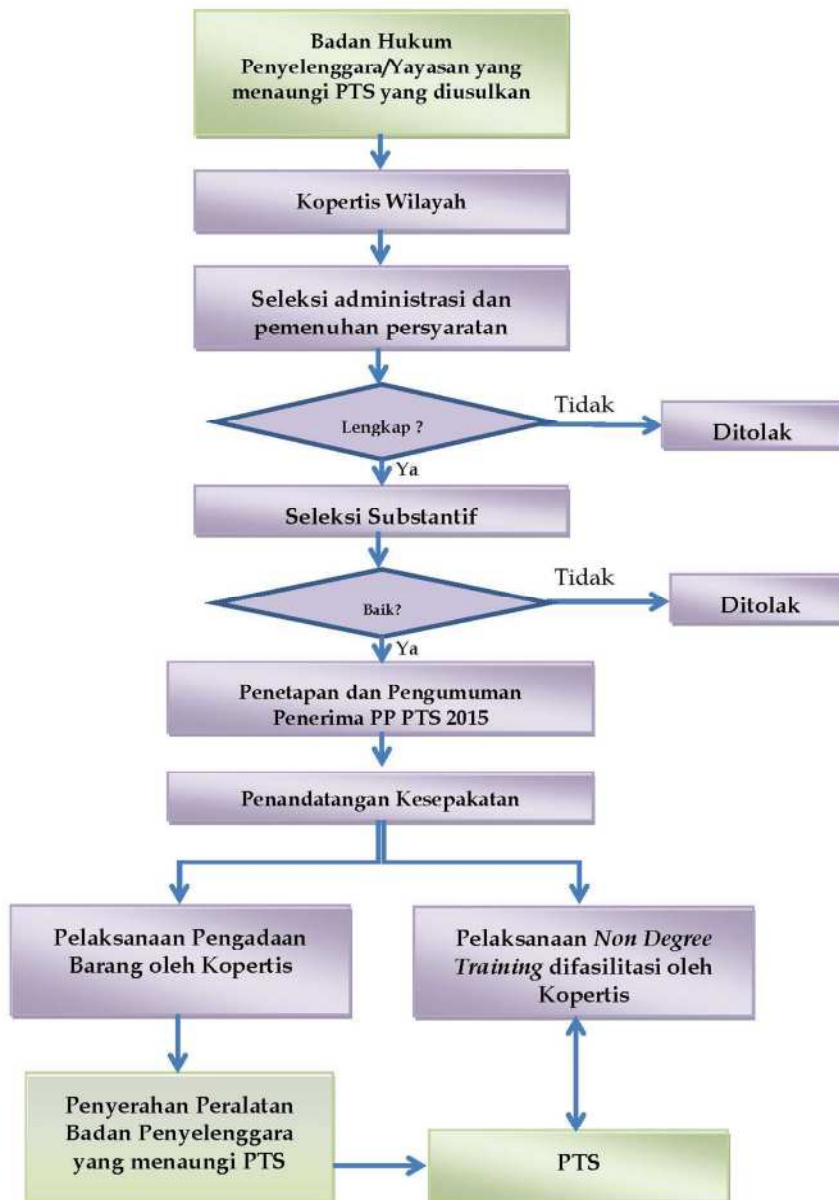 Badan Hukum
Penyelenggara/Yayasan yang
menaungi PTS yang diusulkan
Kopertis Wilayah
Seleksi administrasi dan
pemenuhan persyaratan
Lengkap ?
Tidak
Ditolak
Ya
Seleksi Substantif
Baik?
Tidak
Ditolak
Ya
Penetapan dan Pengumuman
Penerima PP PTS 2015
Penandatangan Kesepakatan
Pelaksanaan Pengadaan
Barang oleh Kopertis
Pelaksanaan Non Degree
Training difasilitasi oleh
Kopertis
Penyerahan Peralatan
Badan Penyelenggara
yang menaungi PTS
PTS